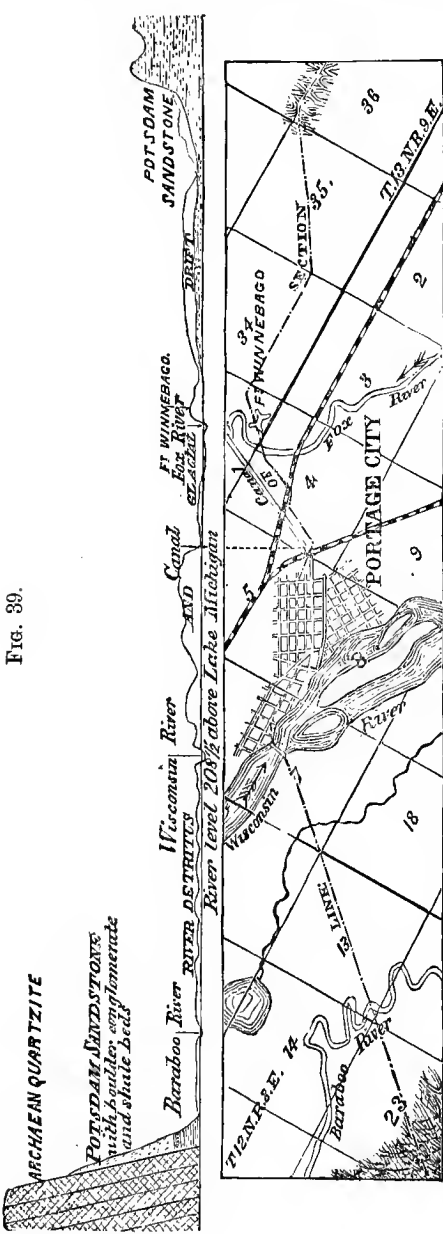 FIG. 39.
ARCHAEAN QUARTZITE
POTSDAM SANDSTONE
with boulder conglomerate
and shale beds
Baraboo River
RIVER DETRITUS
Wisconsin River
AND
Canal
GLACIAL
Fox River
FT WINNEBAGO.
DRIFT
POTSDAM
SANDSTONE
River level 208½ above Lake Michigan
T.12.N.R.8.E.
14
Baraboo River
23
13
LINE
18
7
Wisconsin
River
8
5
9
PORTAGE CITY
OF
Canal
4
Fox
River
3
FT WINNEBAGO
34
SECTION
35.
2
T.13.N.R.9.E.
36